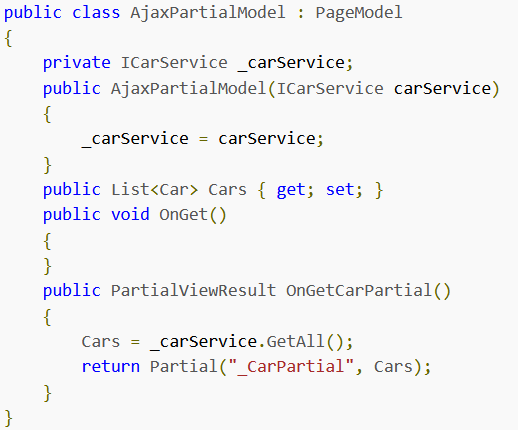 public class AjaxPartialModel : PageModel
{
    private ICarService _carService;
    public AjaxPartialModel(ICarService carService)
    {
        _carService = carService;
    }
    public List<Car> Cars { get; set; }
    public void OnGet()
    {
    }
    public PartialViewResult OnGetCarPartial()
    {
        Cars = _carService.GetAll();
        return Partial("_CarPartial", Cars);
    }
}